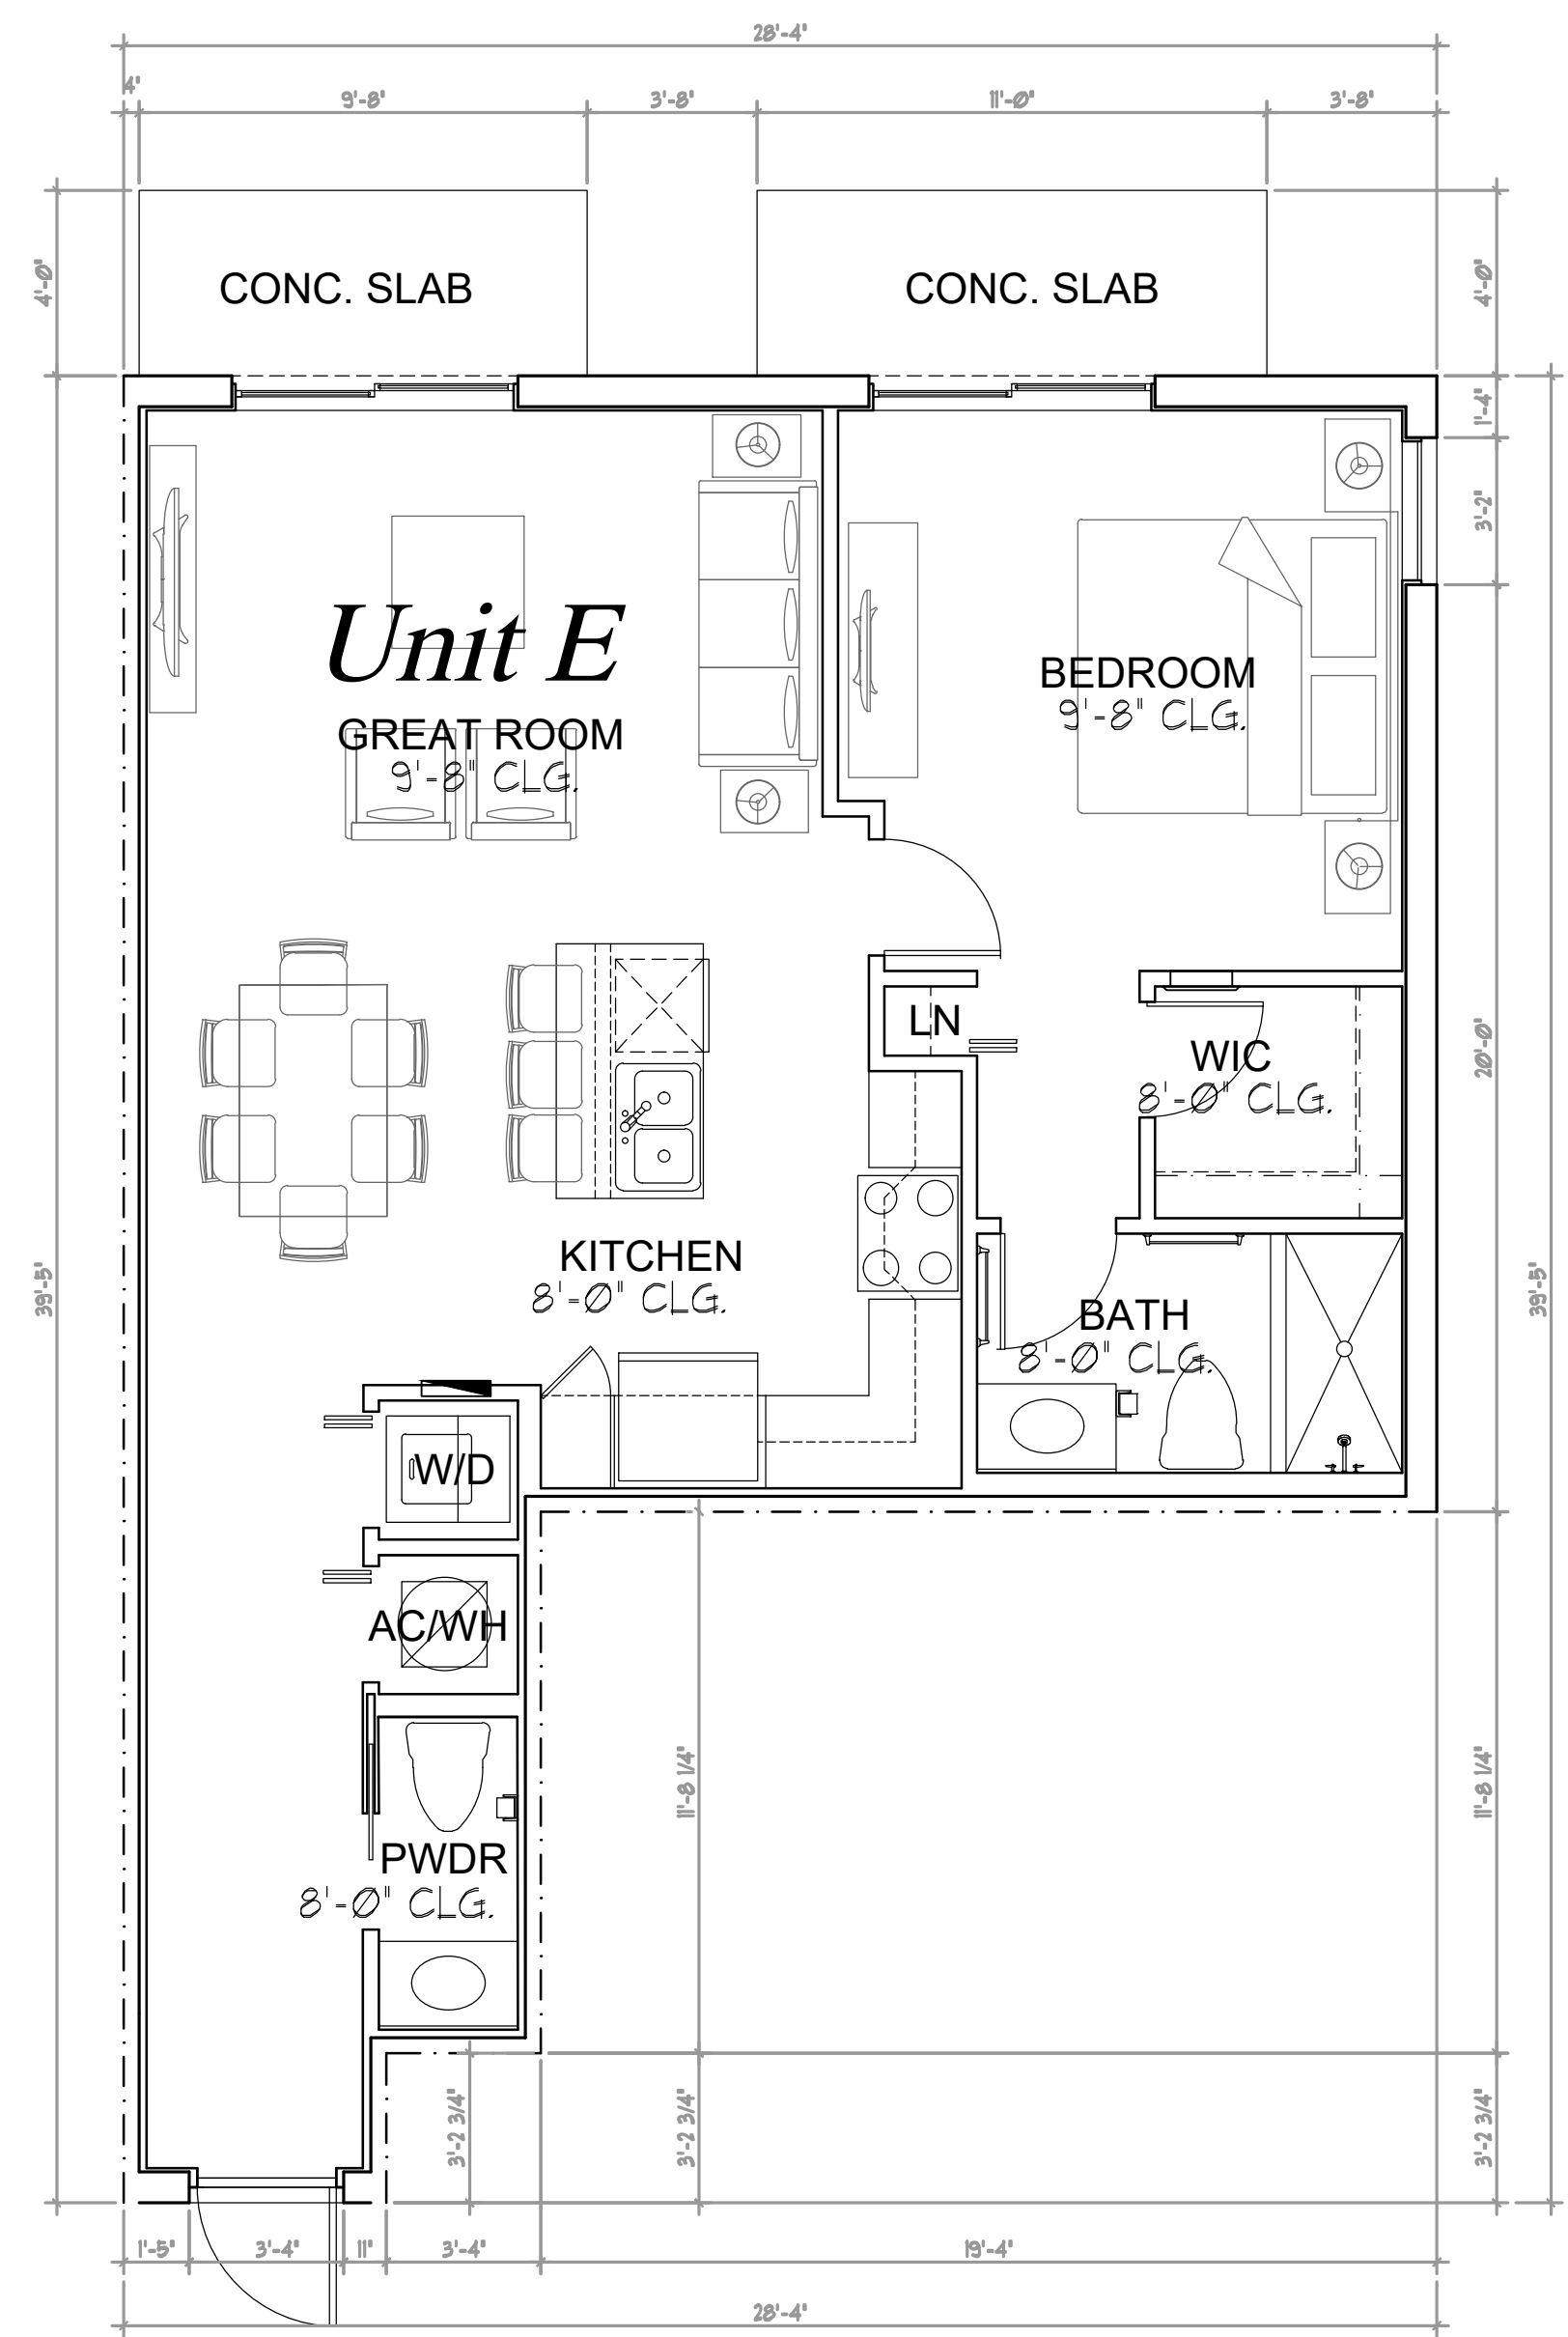 28'-4"
4"
9'-8"
3'-8"
11'-0"
3'-8"
4'-0"
CONC. SLAB
CONC. SLAB
4'-0"
1'-4"
3'-2"
Unit E
BEDROOM
9'-8" CLG.
GREAT ROOM
9'-8" CLG.
LN
WIC
8'-0" CLG.
20'-0"
39'-5"
39'-5"
KITCHEN
8'-0" CLG.
BATH
8'-0" CLG.
W/D
AC/WH
11'-8 1/4"
11'-8 1/4"
PWDR
8'-0" CLG.
3'-2 3/4"
3'-2 3/4"
3'-2 3/4"
1'-5"
3'-4"
11"
3'-4"
19'-4"
28'-4"